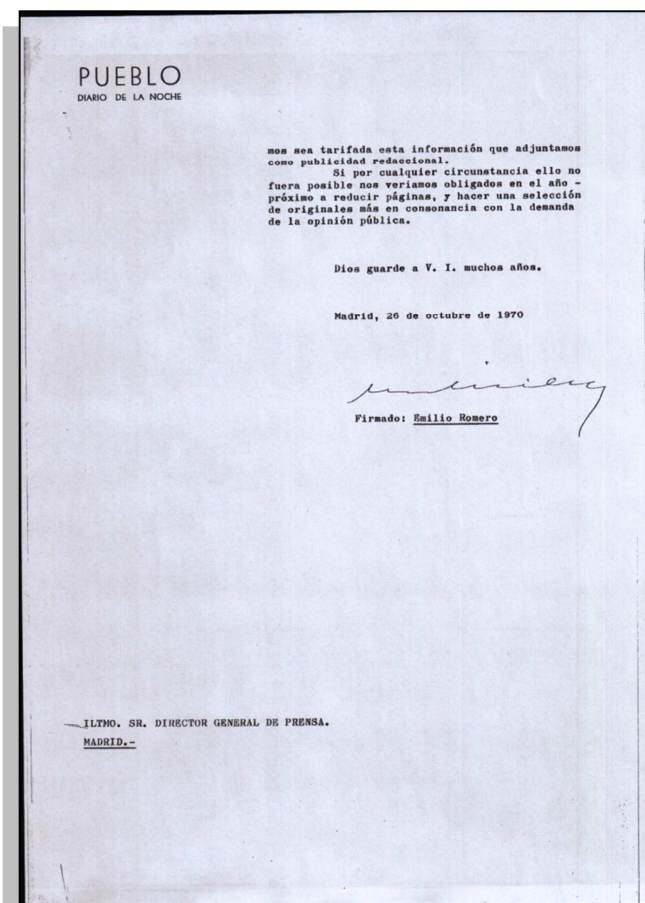 PUEBLO
DIARIO DE LA NOCHE
mos sea tarifada esta información que adjuntamos
como publicidad redaccional.
Si por cualquier circunstancia ello no
fuera posible nos veriamos obligados en el año -
próximo a reducir páginas, y hacer una selección
de originales más en consonancia con la demanda
de la opinión pública.
Dios guarde a V. I. muchos años.
Madrid, 26 de octubre de 1970
Firmado: Emilio Romero
ILTMO. SR. DIRECTOR GENERAL DE PRENSA.
MADRID.-